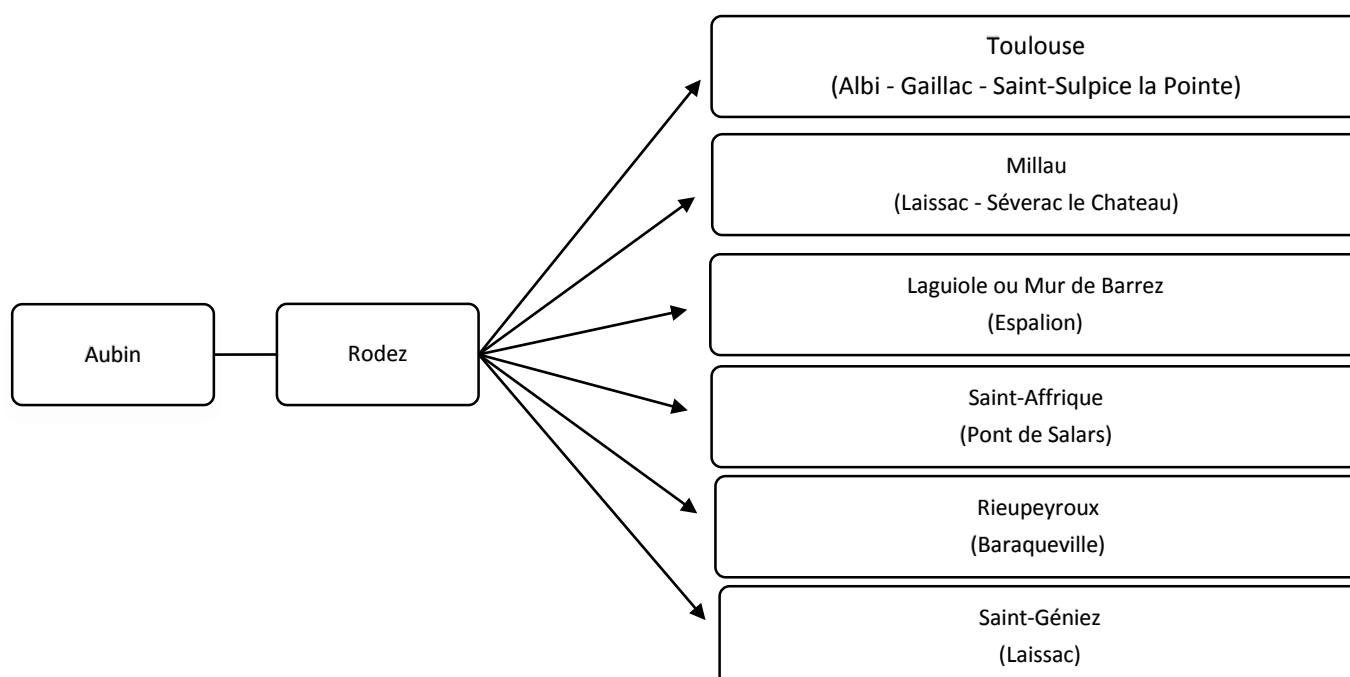 Aubin
Rodez
Toulouse
(Albi - Gaillac - Saint-Sulpice la Pointe)
Millau
(Laissac - Séverac le Chateau)
Laguiole ou Mur de Barrez
(Espalion)
Saint-Affrique
(Pont de Salars)
Rieupeyroux
(Baraqueville)
Saint-Géniez
(Laissac)